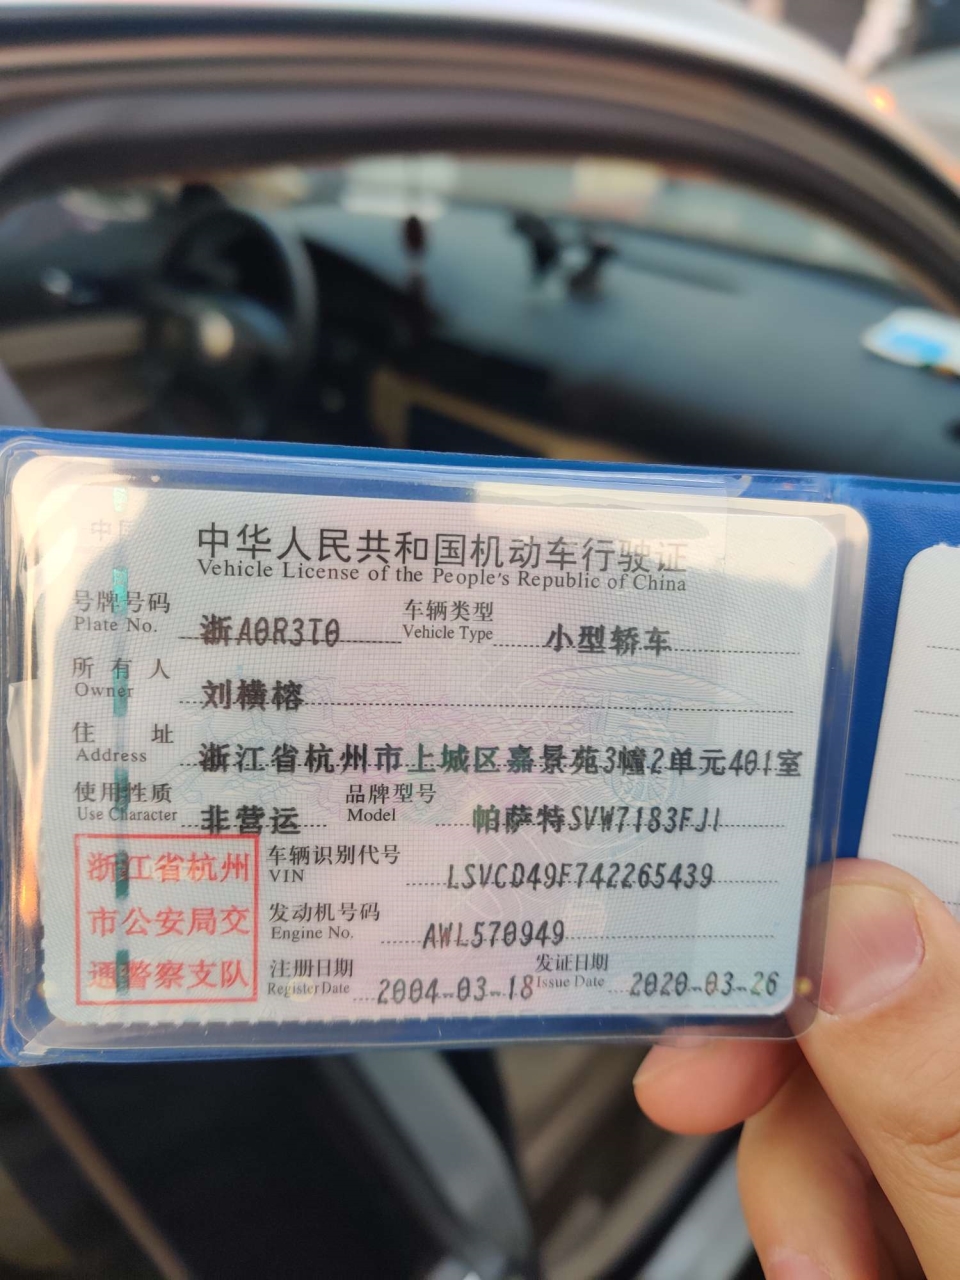 中华人民共和国机动车行驶证
Vehicle License of the People's Republic of China
号牌号码 浙A0R3T0 车辆类型 小型轿车
Plate No. Vehicle Type
所有人 刘横榕
Owner
住址 浙江省杭州市上城区嘉景苑3幢2单元401室
Address
使用性质 非营运 品牌型号 帕萨特SVW7183FJI
Use Character Model
浙江省杭州
市公安局交
通警察支队
车辆识别代号 LSVCD49F742265439
VIN
发动机号码 AWL570949
Engine No.
注册日期 2004-03-18 发证日期 2020-03-26
Register Date Issue Date